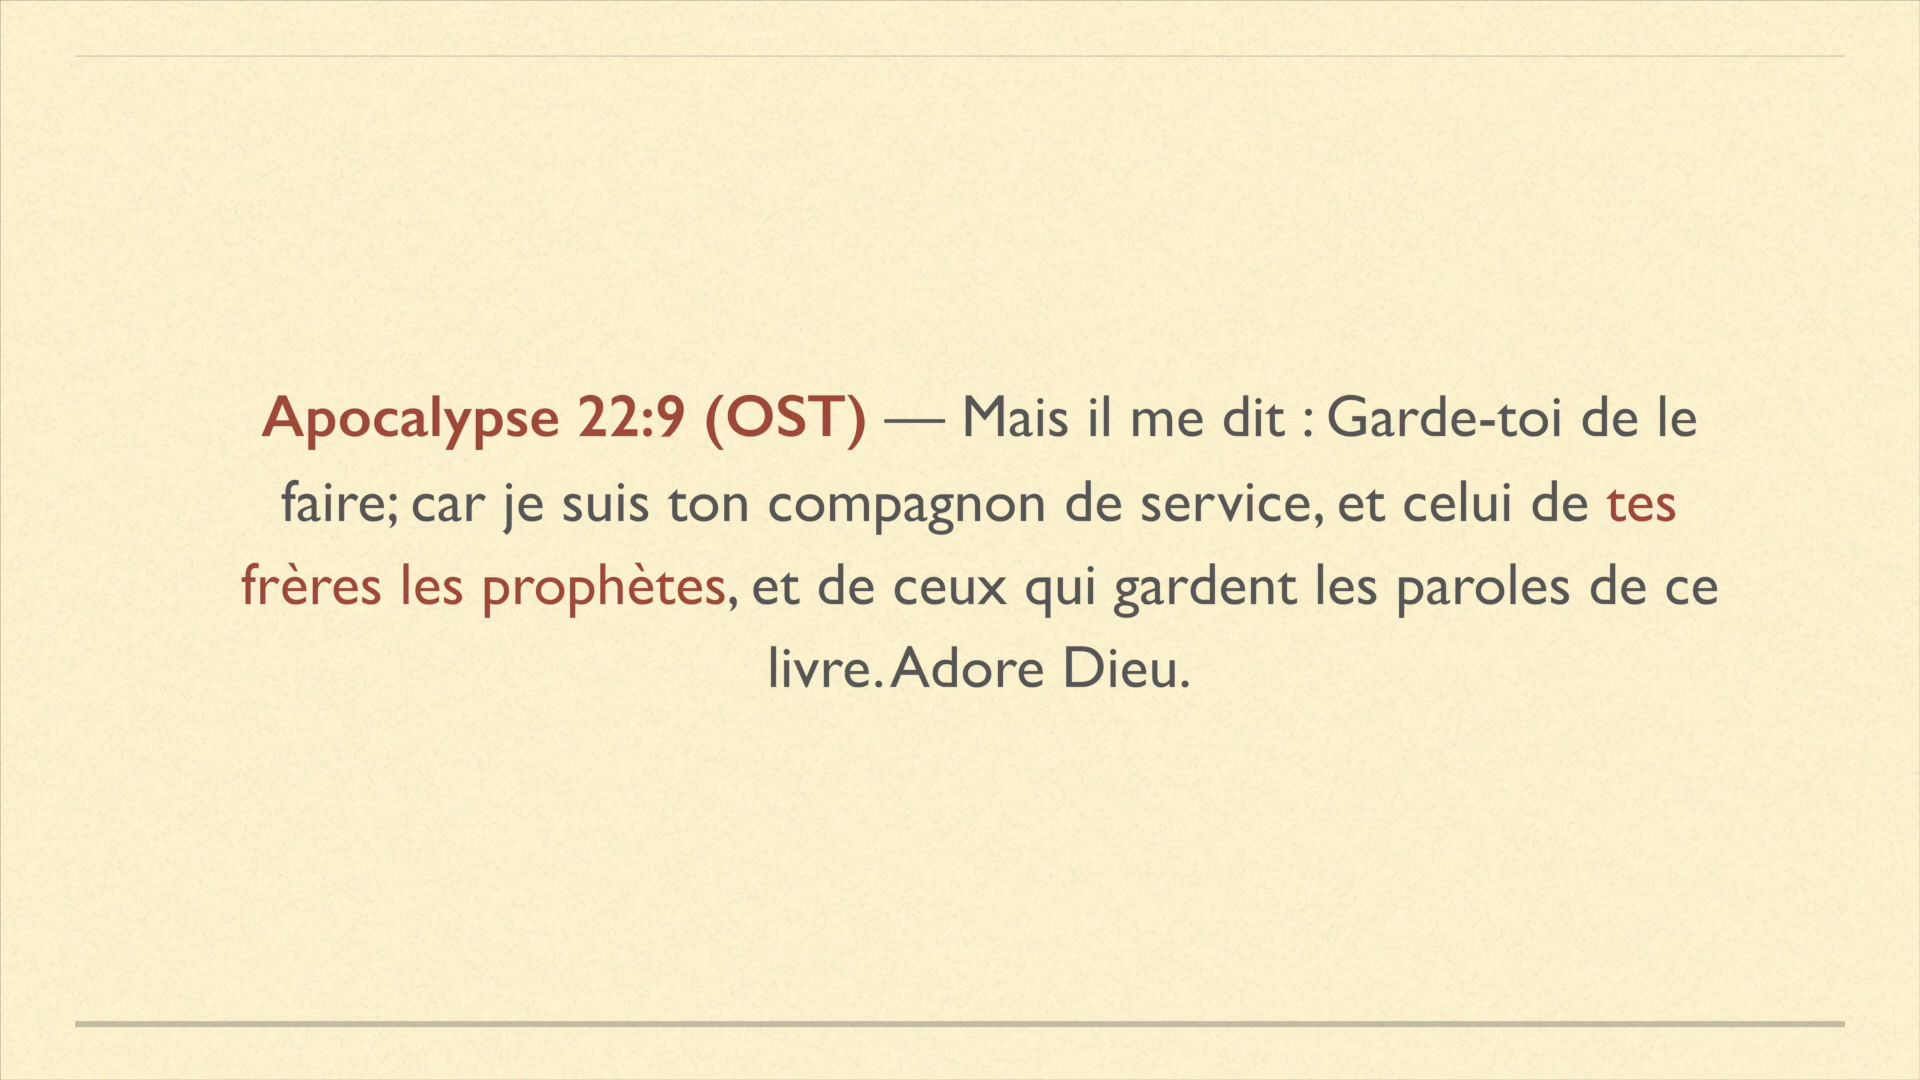 Apocalypse 22:9 (OST) — Mais il me dit : Garde-toi de le
faire; car je suis ton compagnon de service, et celui de tes
frères les prophètes, et de ceux qui gardent les paroles de ce
livre. Adore Dieu.